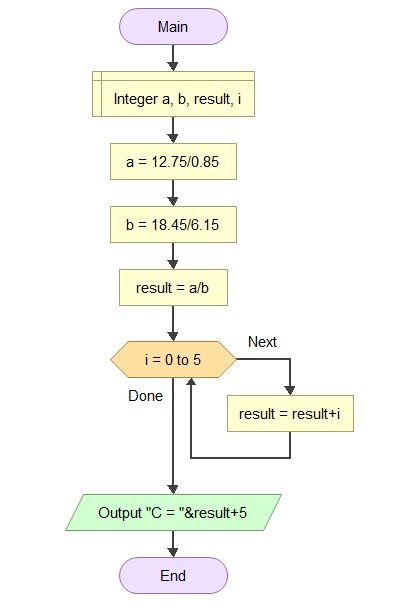 Main
Integer a, b, result, i
a = 12.75/0.85
b = 18.45/6.15
result = a/b
i = 0 to 5
Next
Done
result = result+i
Output "C = "&result+5
End